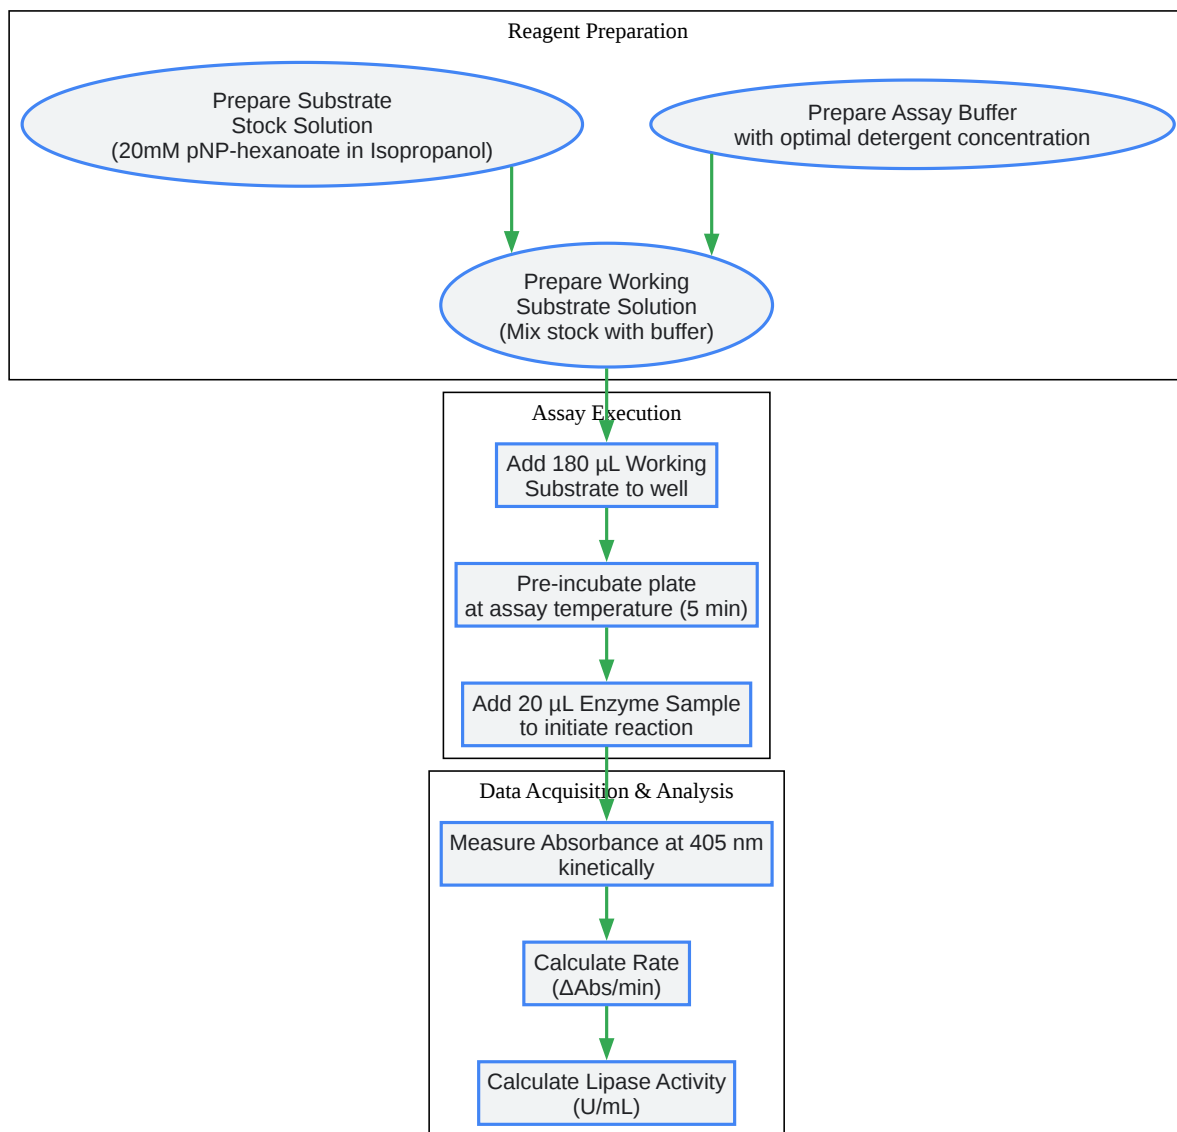 Reagent Preparation
Prepare Substrate
Stock Solution
(20mM pNP-hexanoate in Isopropanol)
Prepare Assay Buffer
with optimal detergent concentration
Prepare Working
Substrate Solution
(Mix stock with buffer)
Assay Execution
Add 180 µL Working
Substrate to well
Pre-incubate plate
at assay temperature (5 min)
Add 20 µL Enzyme Sample
to initiate reaction
Data Acquisition & Analysis
Measure Absorbance at 405 nm
kinetically
Calculate Rate
(ΔAbs/min)
Calculate Lipase Activity
(U/mL)